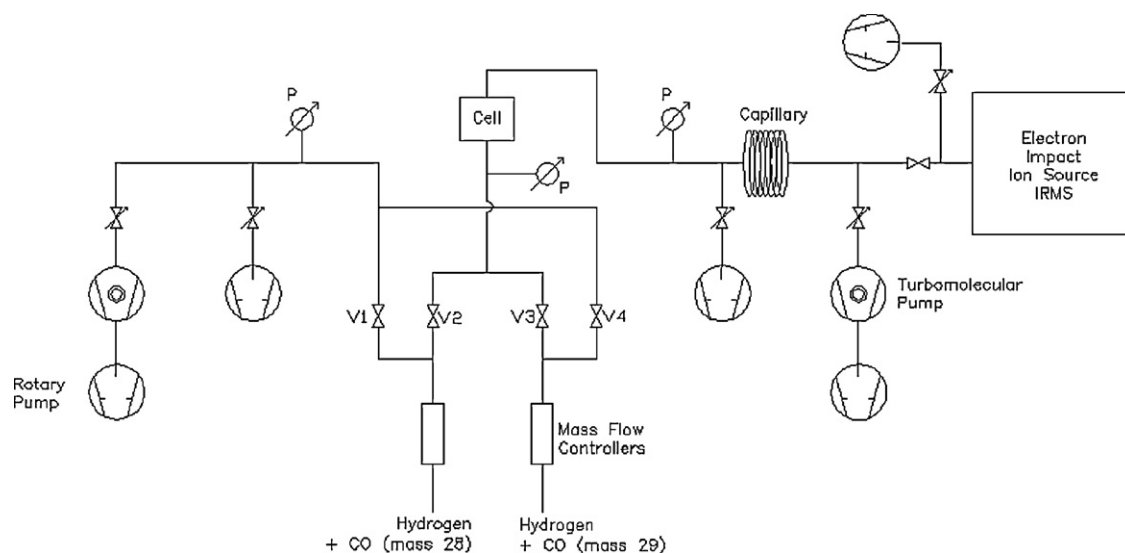 P
Cell
P
P
Capillary
Electron
Impact
Ion Source
IRMS
Turbomolecular
Pump
V1
V2
V3
V4
Rotary
Pump
Mass Flow
Controllers
Hydrogen
+ CO (mass 28)
Hydrogen
+ CO (mass 29)